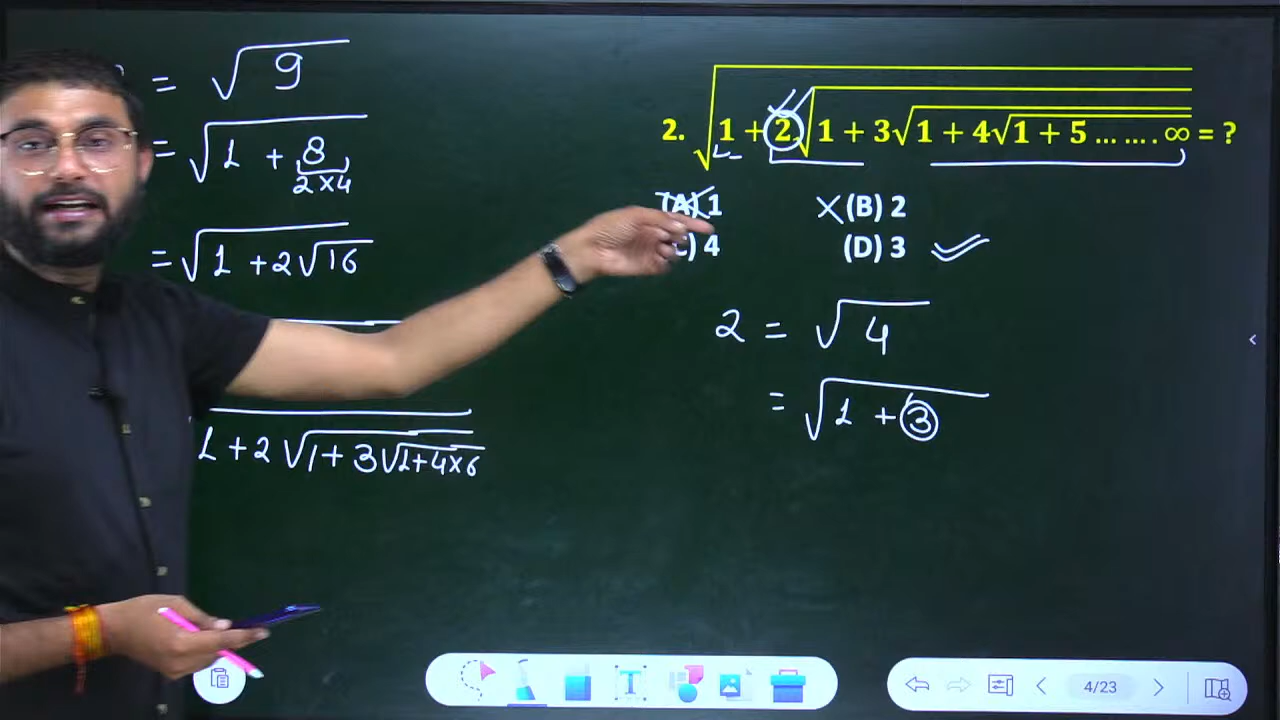 = √9
= √1 + 8
2×4
= √1 + 2√16
1 + 2√1 + 3√1 + 4×6
2. √1 + 2√1 + 3√1 + 4√1 + 5 ... ... . ∞ = ?
(A) 1
(B) 2
) 4
(D) 3
2 = √4
= √1 + 3
T
4/23